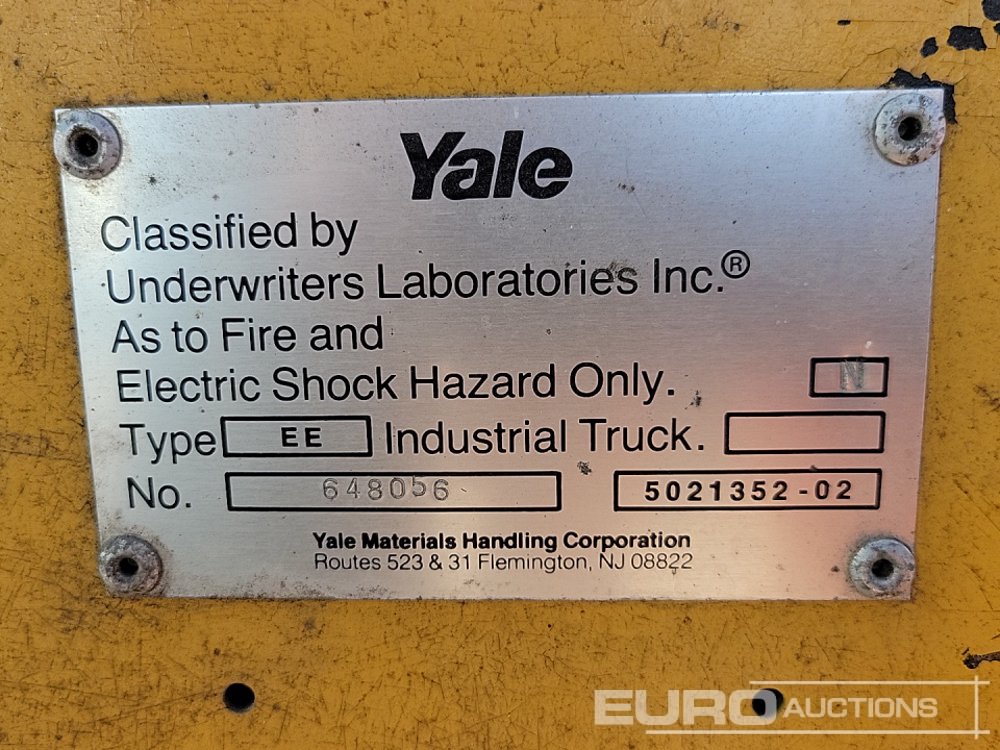 Yale
Classified by
Underwriters Laboratories Inc.®
As to Fire and
Electric Shock Hazard Only. N
Type EE Industrial Truck.
No. 648056 5021352-02
Yale Materials Handling Corporation
Routes 523 & 31 Flemington, NJ 08822
EURO AUCTIONS